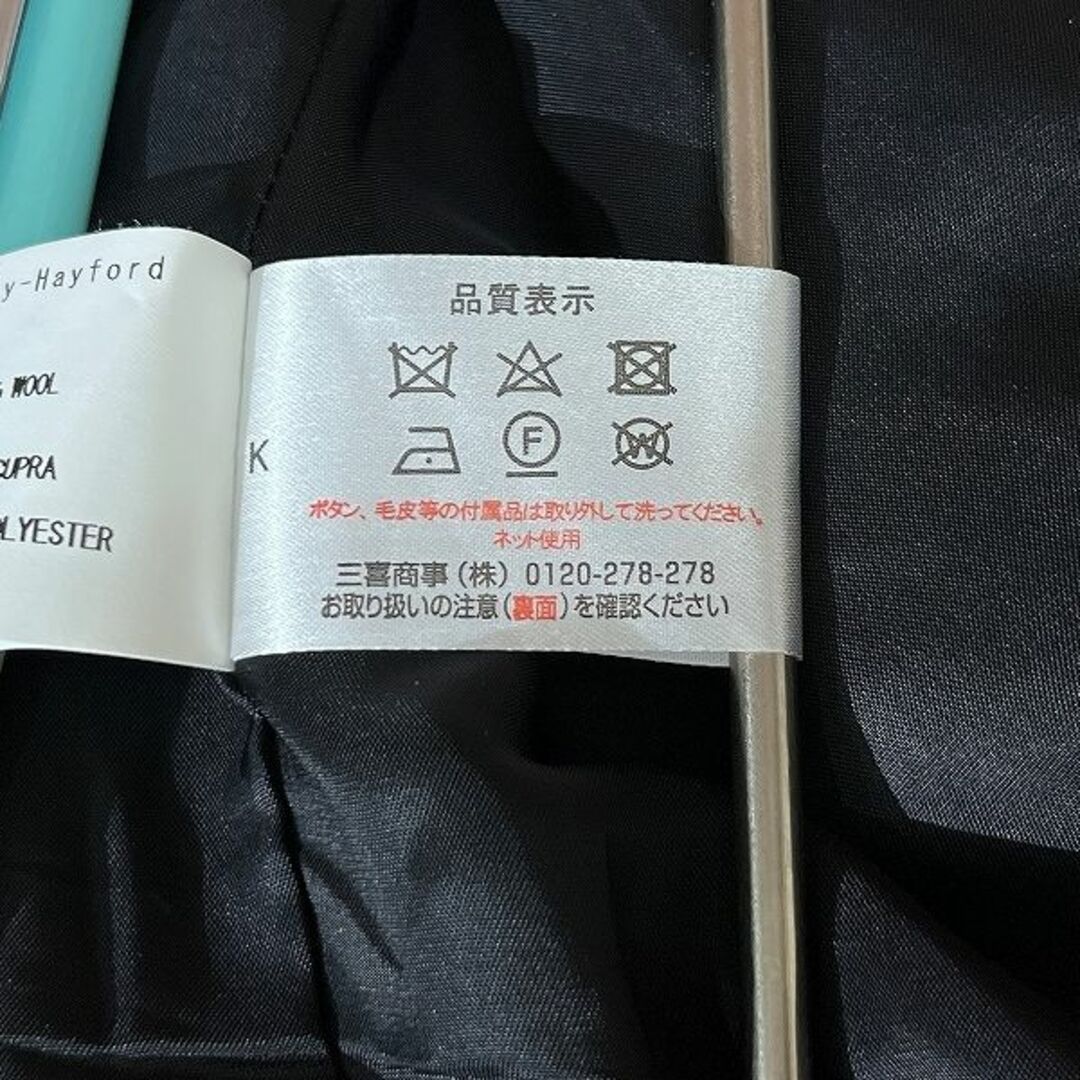 y-Hayford
WOOL
CUPRA
OLYESTER
K
品質表示
F
W
ボタン、毛皮等の付属品は取り外して洗ってください。
ネット使用
三喜商事(株) 0120-278-278
お取り扱いの注意(裏面)を確認ください